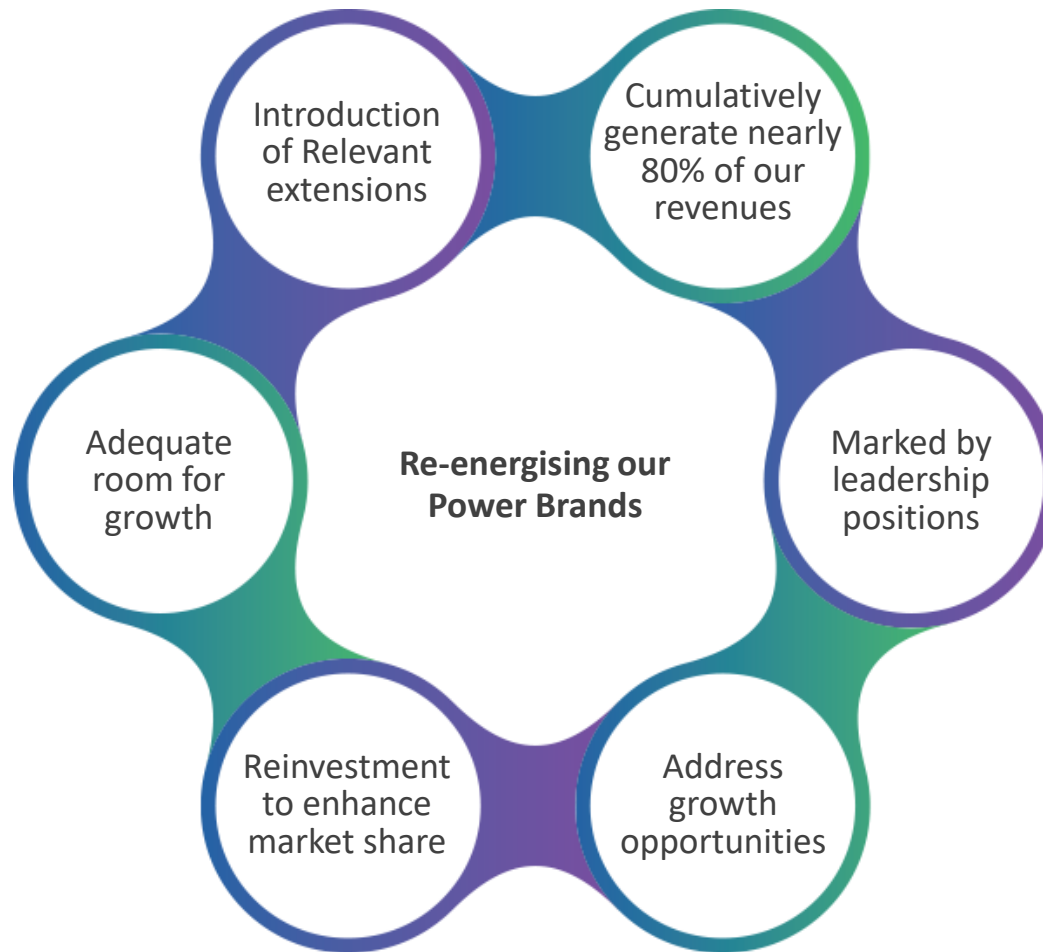 Introduction
of Relevant
extensions
Cumulatively
generate nearly
80% of our
revenues
Adequate
room for
growth
Re-energising our
Power Brands
Marked by
leadership
positions
Reinvestment
to enhance
market share
Address
growth
opportunities